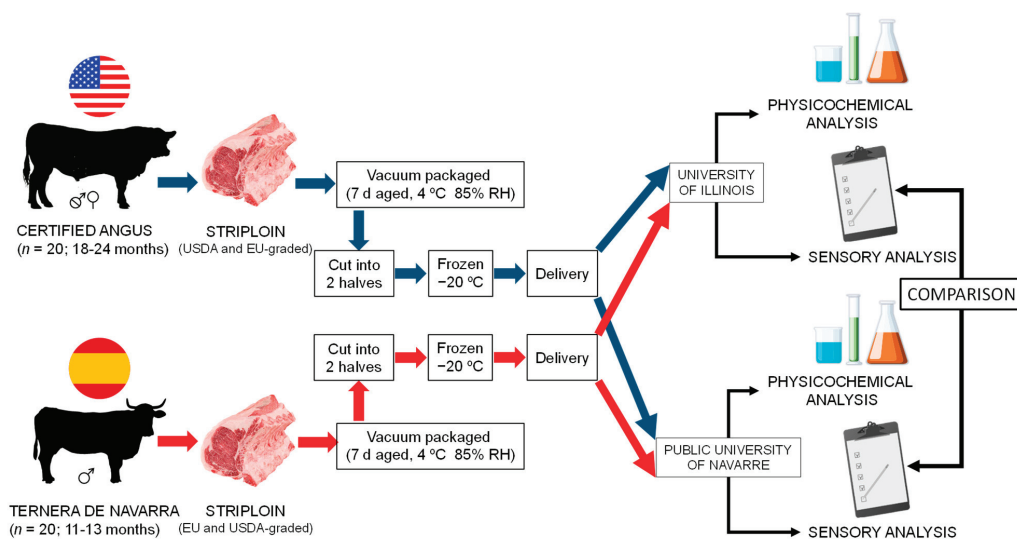 CERTIFIED ANGUS
(n = 20; 18-24 months)
STRIPLOIN
(USDA and EU-graded)
Vacuum packaged
(7 d aged, 4 ºC 85% RH)
Cut into
2 halves
Frozen
−20 ºC
Delivery
UNIVERSITY
OF ILLINOIS
PHYSICOCHEMICAL
ANALYSIS
SENSORY ANALYSIS
COMPARISON
TERNERA DE NAVARRA
(n = 20; 11-13 months)
STRIPLOIN
(EU and USDA-graded)
Vacuum packaged
(7 d aged, 4 ºC 85% RH)
Cut into
2 halves
Frozen
−20 ºC
Delivery
PUBLIC UNIVERSITY
OF NAVARRE
PHYSICOCHEMICAL
ANALYSIS
SENSORY ANALYSIS